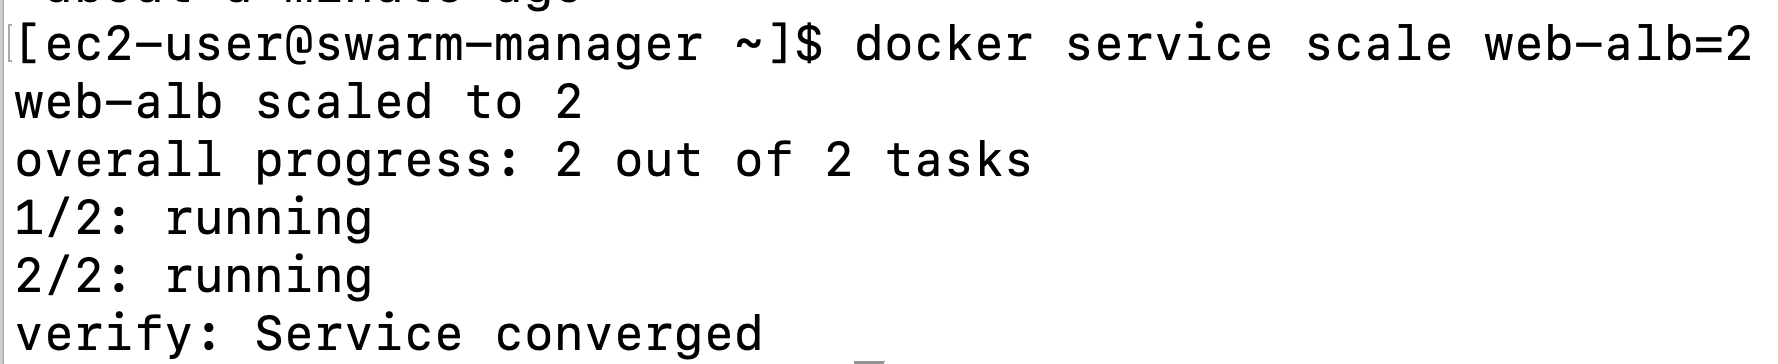 [ec2-user@swarm-manager ~]$ docker service scale web-alb=2
web-alb scaled to 2
overall progress: 2 out of 2 tasks
1/2: running
2/2: running
verify: Service converged